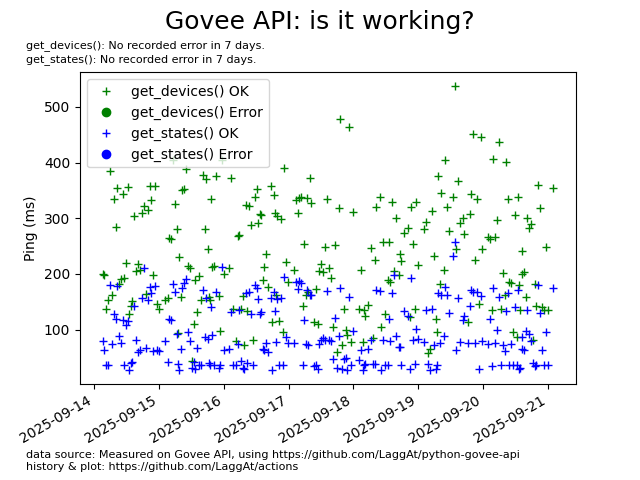 Govee API: is it working?
get_devices(): No recorded error in 7 days.
get_states(): No recorded error in 7 days.
get_devices() OK
get_devices() Error
get_states() OK
get_states() Error
Ping (ms)
500
400
300
200
100
2025-09-14
2025-09-15
2025-09-16
2025-09-17
2025-09-18
2025-09-19
2025-09-20
2025-09-21
data source: Measured on Govee API, using https://github.com/LaggAt/python-govee-api
history & plot: https://github.com/LaggAt/actions